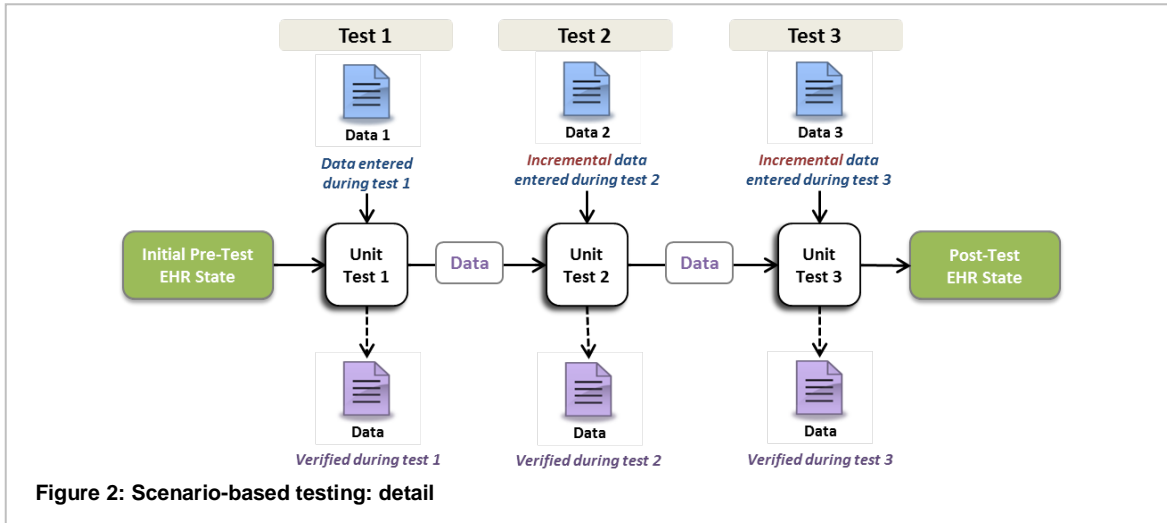 Test 1
Test 2
Test 3
Data 1
Data 2
Data 3
Data entered
during test 1
Incremental data
entered during test 2
Incremental data
entered during test 3
Initial Pre-Test
EHR State
Unit
Test 1
Data
Unit
Test 2
Data
Unit
Test 3
Post-Test
EHR State
Data
Data
Data
Verified during test 1
Verified during test 2
Verified during test 3
Figure 2: Scenario-based testing: detail